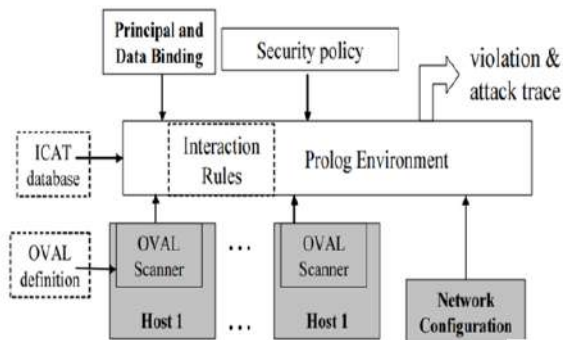 Principal and
Data Binding
Security policy
violation &
attack trace
ICAT
database
Interaction
Rules
Prolog Environment
OVAL
definition
OVAL
Scanner
...
OVAL
Scanner
Host 1
...
Host 1
Network
Configuration